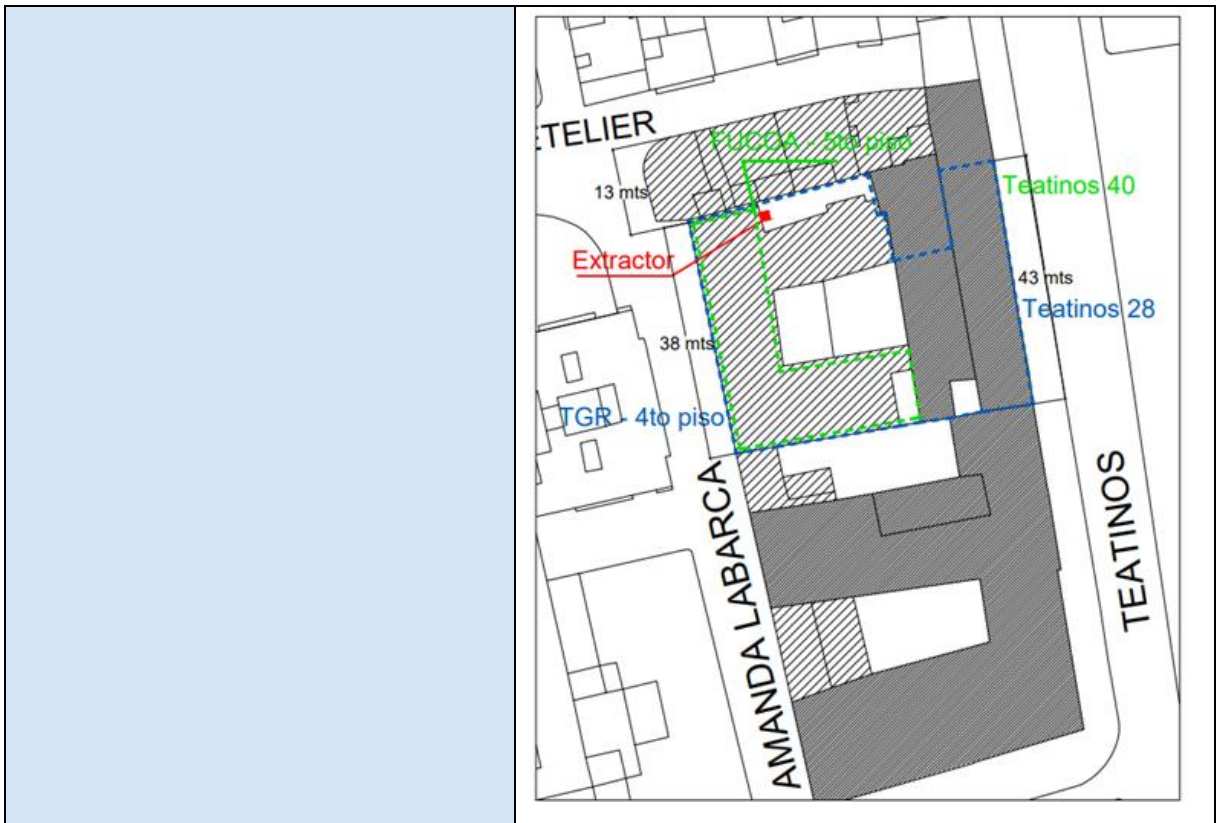 ETELIER
FUCOA - 5to piso
Teatinos 40
13 mts
Extractor
43 mts
Teatinos 28
38 mts
TGR - 4to piso
AMANDA LABARCA
TEATINOS